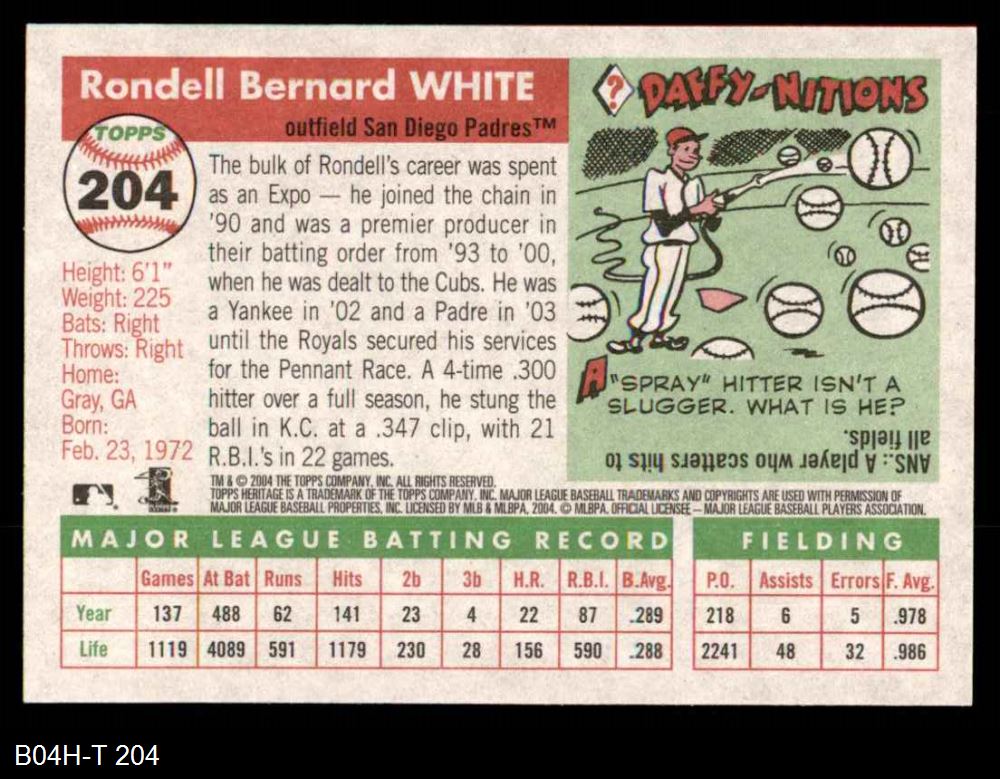 Rondell Bernard WHITE
outfield San Diego Padres™
TOPPS
204
Height: 6'1"
Weight: 225
Bats: Right
Throws: Right
Home:
Gray, GA
Born:
Feb. 23, 1972
The bulk of Rondell's career was spent
as an Expo — he joined the chain in
'90 and was a premier producer in
their batting order from '93 to '00,
when he was dealt to the Cubs. He was
a Yankee in '02 and a Padre in '03
until the Royals secured his services
for the Pennant Race. A 4-time .300
hitter over a full season, he stung the
ball in K.C. at a .347 clip, with 21
R.B.I.'s in 22 games.
? DAFFY-NITIONS
A "SPRAY" HITTER ISN'T A
SLUGGER. WHAT IS HE?
ANS.: A player who scatters hits to
all fields.
TM & © 2004 THE TOPPS COMPANY, INC. ALL RIGHTS RESERVED.
TOPPS HERITAGE IS A TRADEMARK OF THE TOPPS COMPANY, INC. MAJOR LEAGUE BASEBALL TRADEMARKS AND COPYRIGHTS ARE USED WITH PERMISSION OF
MAJOR LEAGUE BASEBALL PROPERTIES, INC. LICENSED BY MLB & MLBPA, 2004. © MLBPA. OFFICIAL LICENSEE – MAJOR LEAGUE BASEBALL PLAYERS ASSOCIATION.
MAJOR LEAGUE BATTING RECORD FIELDING
Games At Bat Runs Hits 2b 3b H.R. R.B.I. B.Avg. P.O. Assists Errors F. Avg.
Year 137 488 62 141 23 4 22 87 .289 218 6 5 .978
Life 1119 4089 591 1179 230 28 156 590 .288 2241 48 32 .986
B04H-T 204